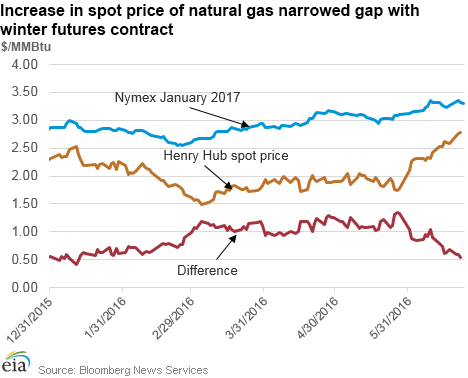 Increase in spot price of natural gas narrowed gap with
winter futures contract
$/MMBtu
4.00
3.50
3.00
2.50
2.00
1.50
1.00
0.50
0.00
Nymex January 2017
Henry Hub spot price
Difference
12/31/2015
1/31/2016
2/29/2016
3/31/2016
4/30/2016
5/31/2016
eia
Source: Bloomberg News Services